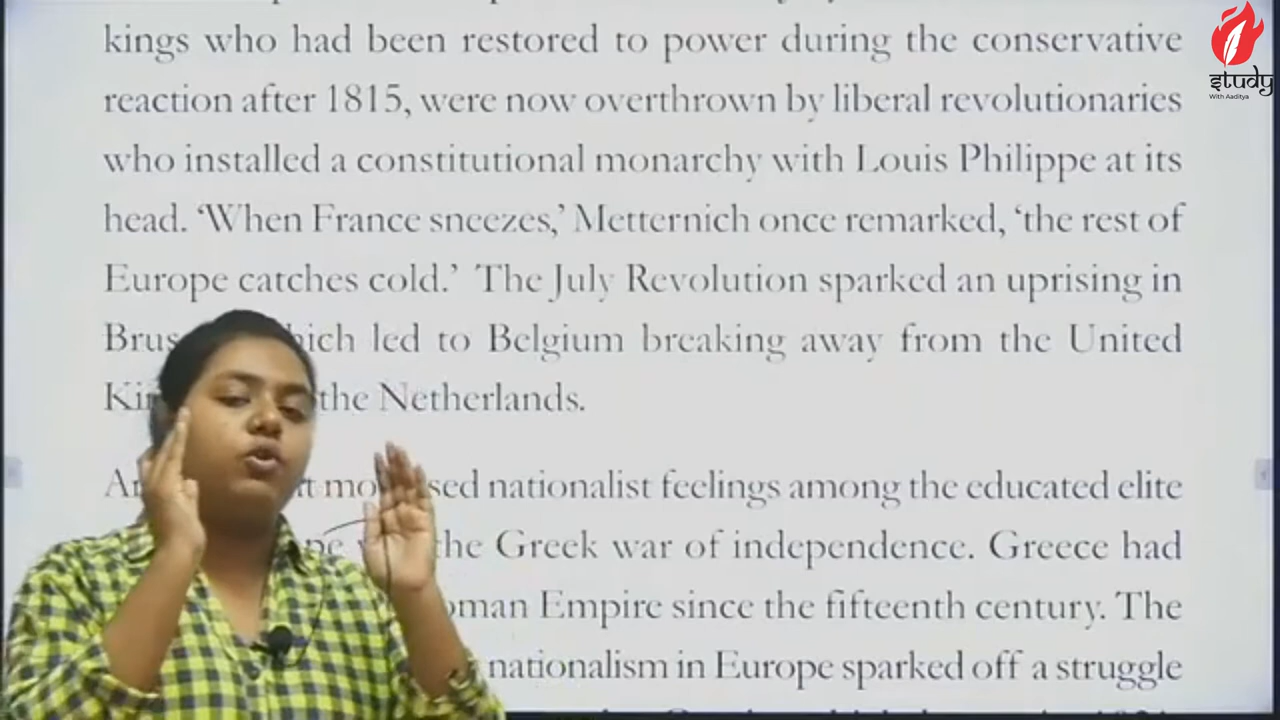 kings who had been restored to power during the conservative
reaction after 1815, were now overthrown by liberal revolutionaries
who installed a constitutional monarchy with Louis Philippe at its
head. ‘When France sneezes,’ Metternich once remarked, ‘the rest of
Europe catches cold.’ The July Revolution sparked an uprising in
which led to Belgium breaking away from the United
the Netherlands.
nationalist feelings among the educated elite
the Greek war of independence. Greece had
Empire since the fifteenth century. The
nationalism in Europe sparked off a struggle
study
With Aaditya